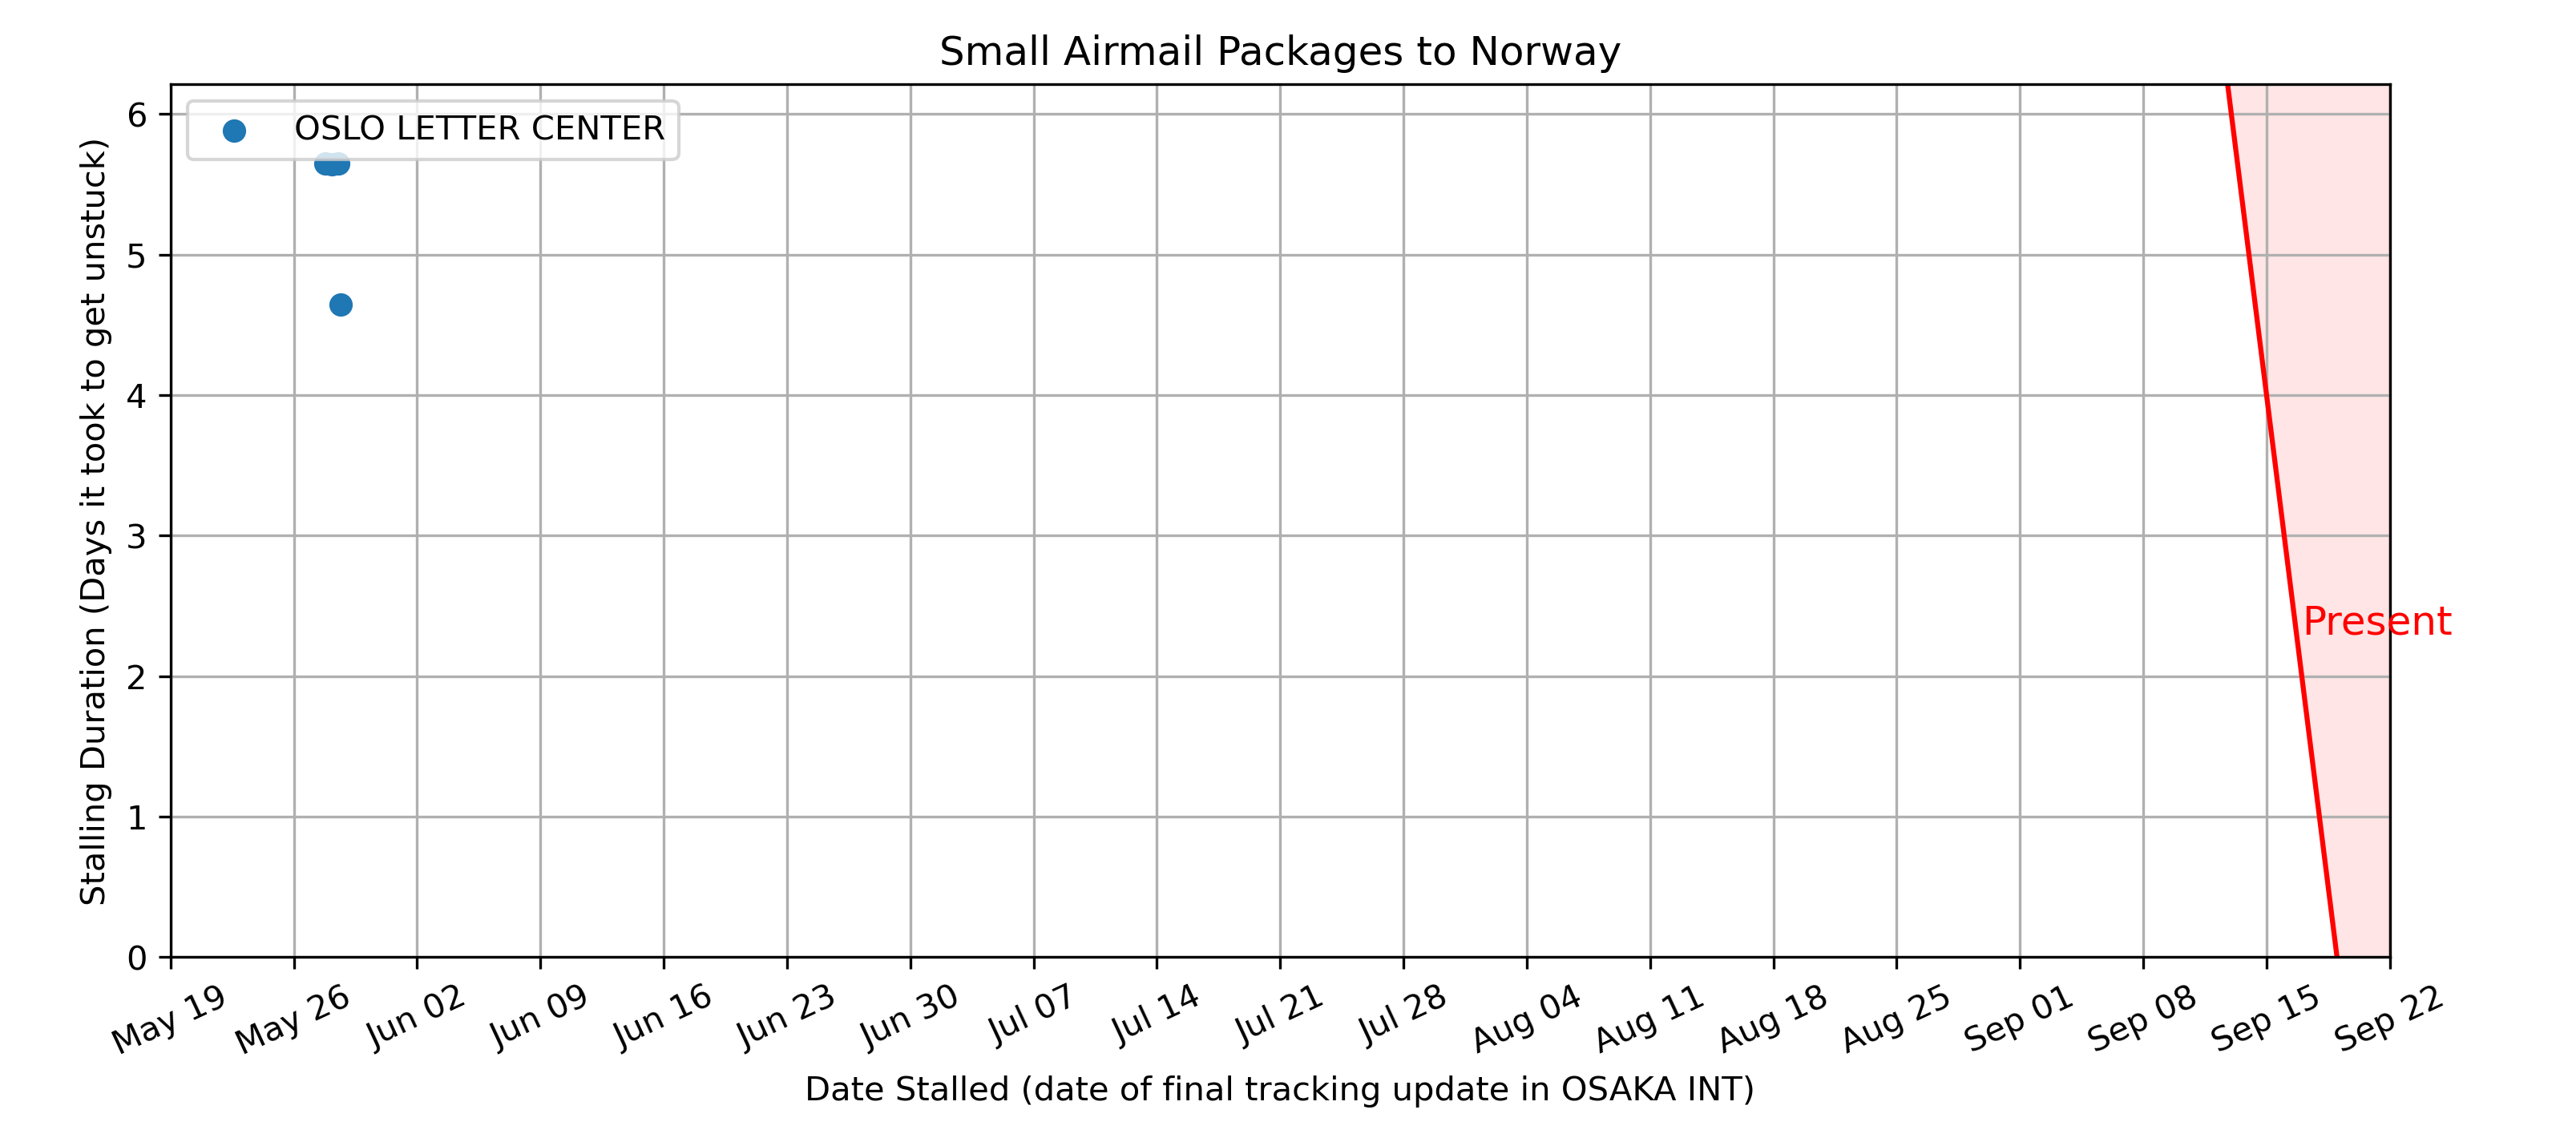 Small Airmail Packages to Norway
OSLO LETTER CENTER
Stalling Duration (Days it took to get unstuck)
6
5
4
3
2
1
0
Present
May 19 May 26 Jun 02 Jun 09 Jun 16 Jun 23 Jun 30 Jul 07 Jul 14 Jul 21 Jul 28 Aug 04 Aug 11 Aug 18 Aug 25 Sep 01 Sep 08 Sep 15 Sep 22
Date Stalled (date of final tracking update in OSAKA INT)